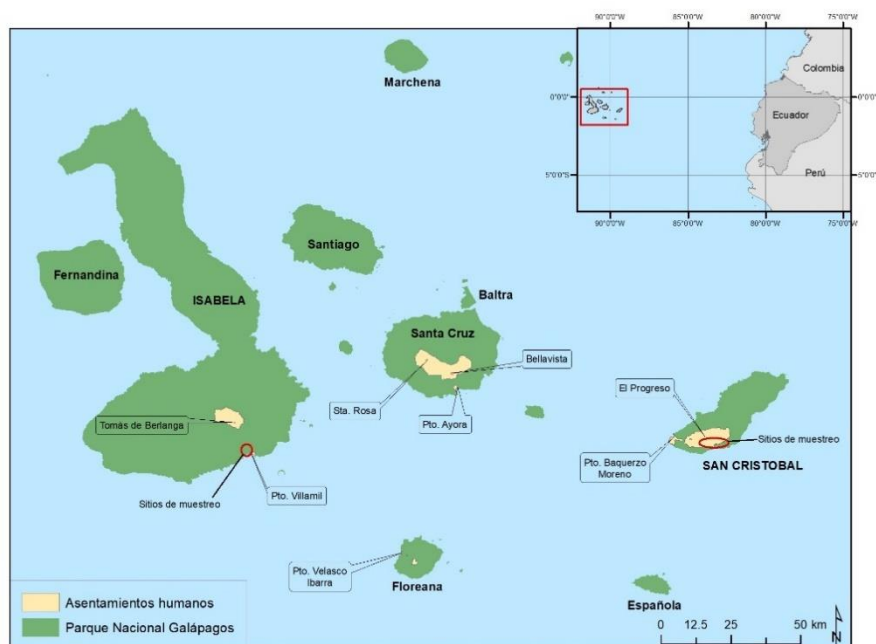 Marchena
Santiago
Fernandina
ISABELA
Baltra
Santa Cruz
Bellavista
El Progreso
Sta. Rosa
Tomás de Berlanga
Pto. Ayora
Sitios de muestreo
Pto. Baquerzo
Moreno
SAN CRISTOBAL
Sitios de muestreo
Pto. Villamil
Pto. Velasco
Ibarra
Floreana
Española
Asentamientos humanos
Parque Nacional Galápagos
0 12.5 25 50 km
N
90°0'0"W 85°0'0"W 80°0'0"W 75°0'0"W
Colombia
0°0'0" 0°0'0"
Ecuador
Perú
5°0'0"S 5°0'0"S
90°0'0"W 85°0'0"W 80°0'0"W 75°0'0"W